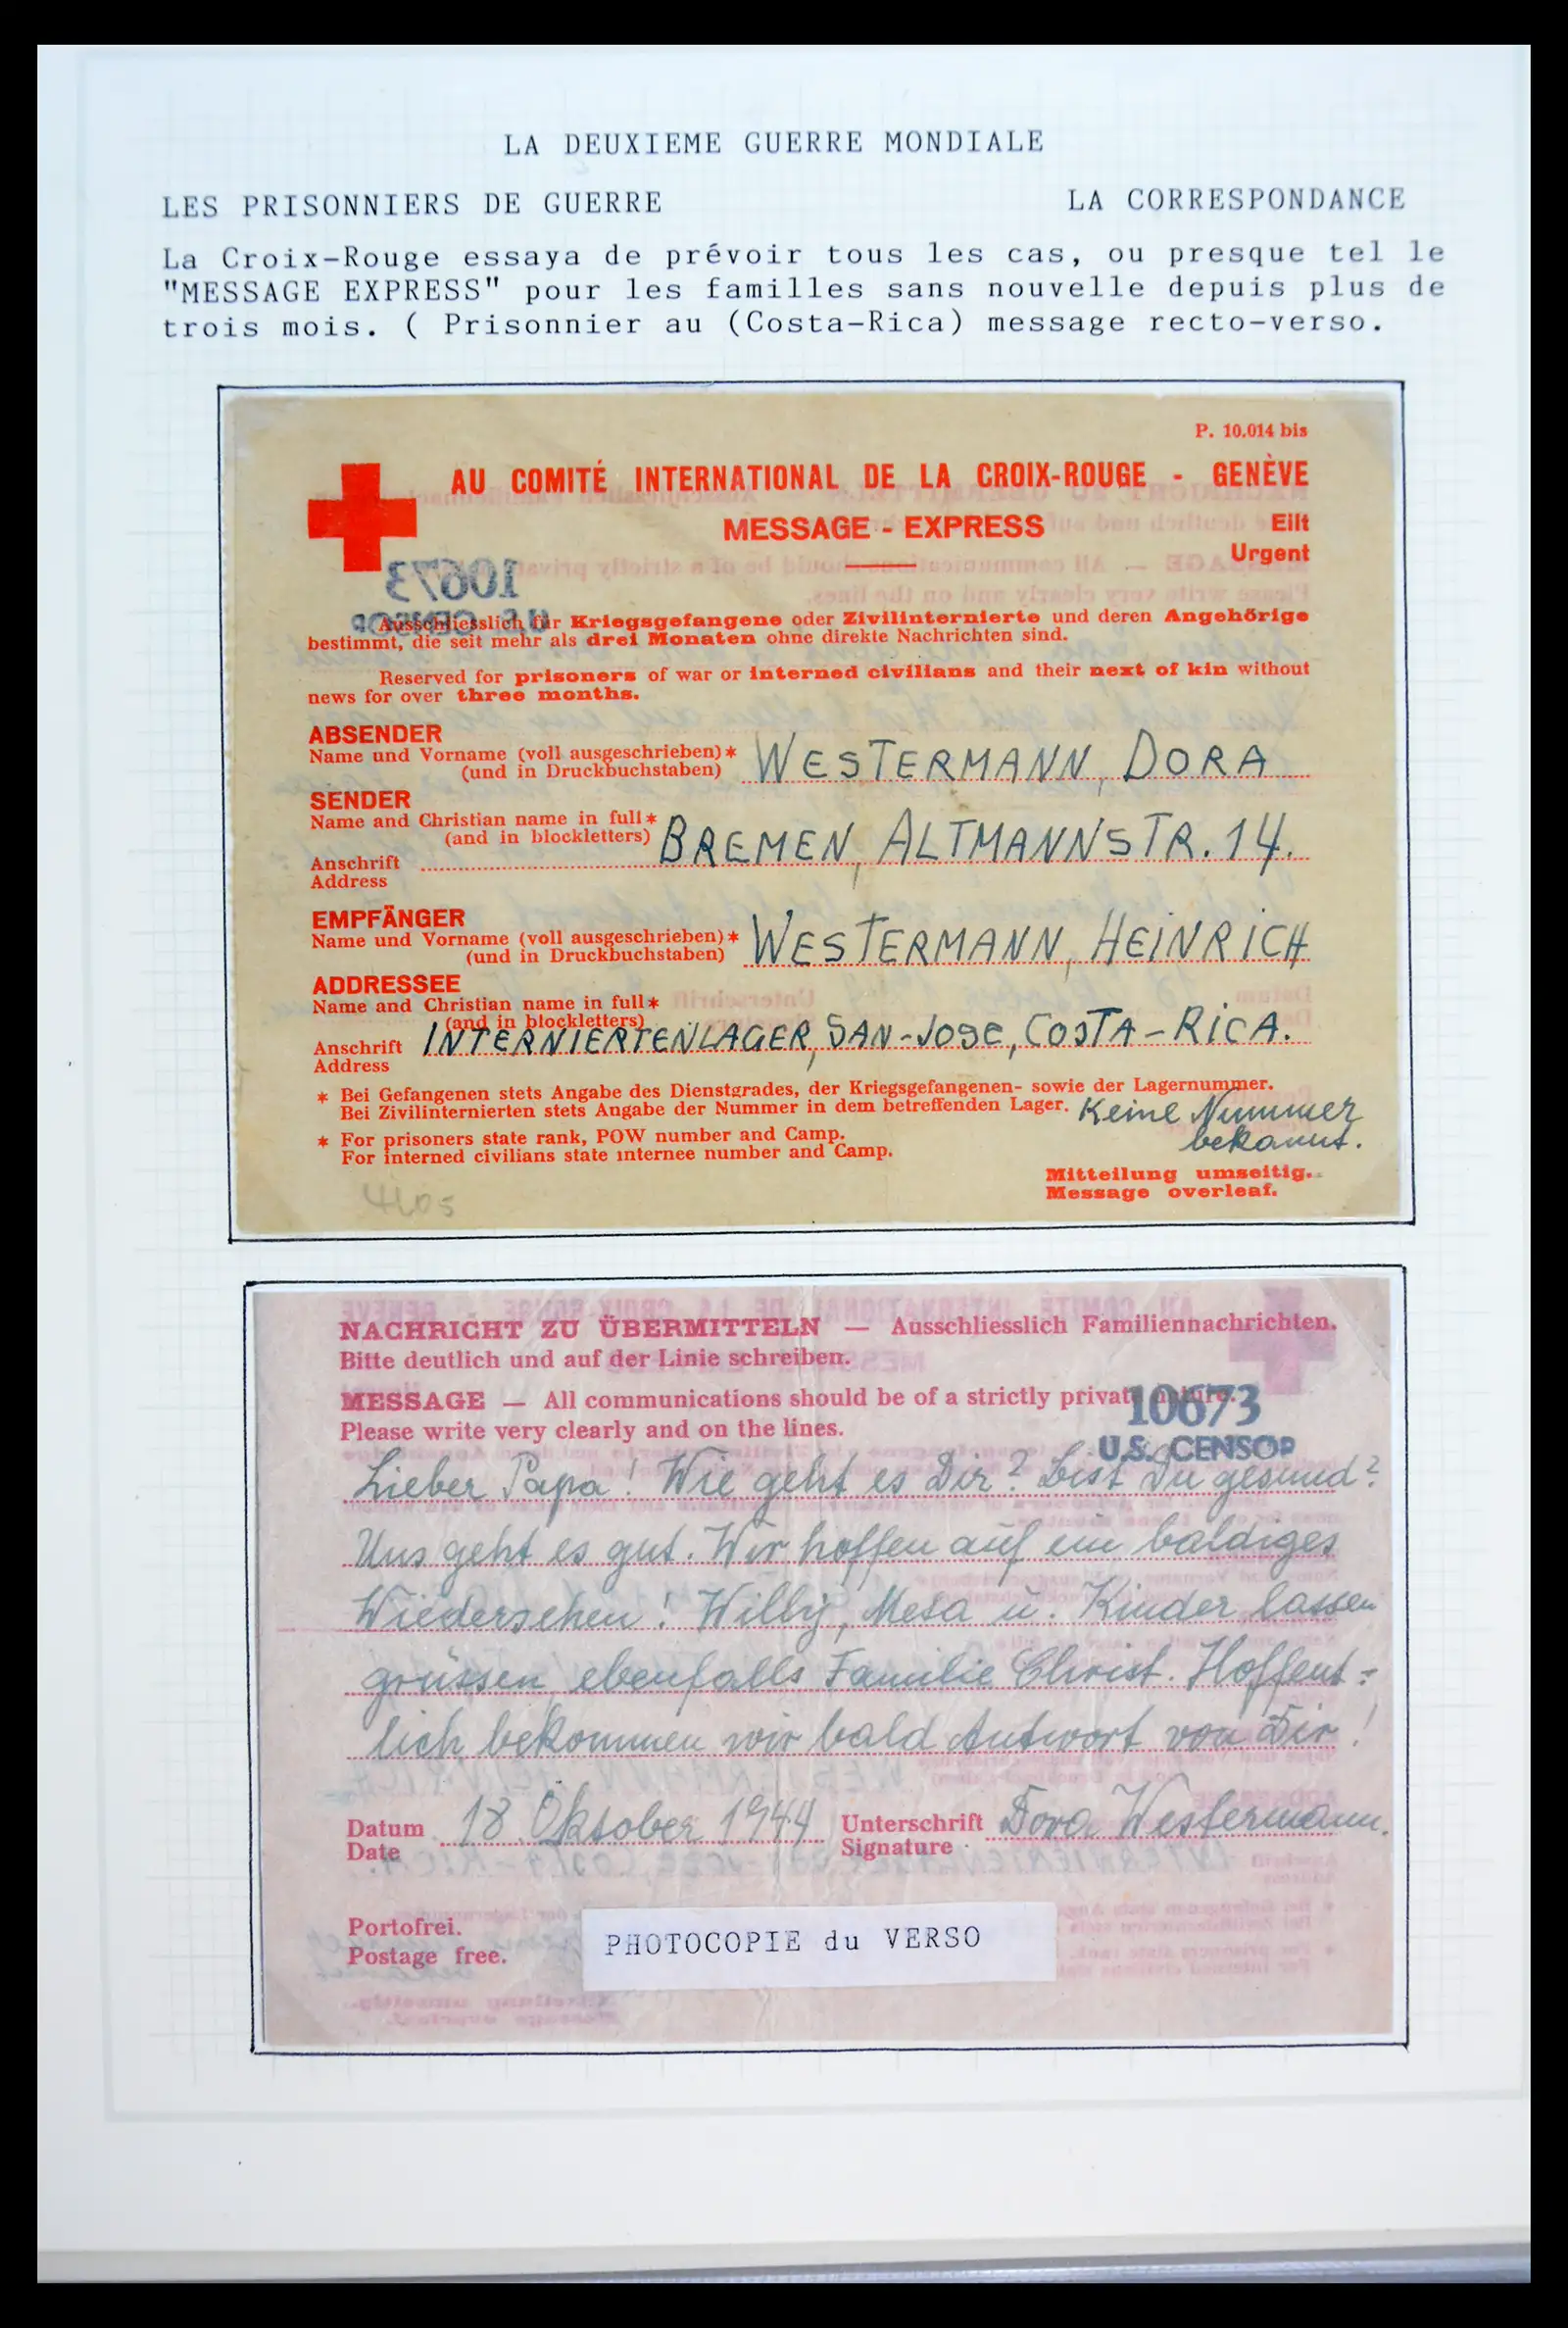 LA DEUXIEME GUERRE MONDIALE
LES PRISONNIERS DE GUERRE LA CORRESPONDANCE
La Croix-Rouge essaya de prévoir tous les cas, ou presque tel le
"MESSAGE EXPRESS" pour les familles sans nouvelle depuis plus de
trois mois. ( Prisonnier au (Costa-Rica) message recto-verso.
P. 10.014 bis
AU COMITÉ INTERNATIONAL DE LA CROIX-ROUGE - GENÈVE
MESSAGE - EXPRESS
Eilt
Urgent
10673
U.S. CENSOR
Ausschliesslich für Kriegsgefangene oder Zivilinternierte und deren Angehörige
bestimmt, die seit mehr als drei Monaten ohne direkte Nachrichten sind.
Reserved for prisoners of war or interned civilians and their next of kin without
news for over three months.
ABSENDER
Name und Vorname (voll ausgeschrieben)* WESTERMANN, DORA
(und in Druckbuchstaben)
SENDER
Name and Christian name in full*
(and in blockletters)
Anschrift BREMEN, ALTMANNSTR. 14.
Address
EMPFÄNGER
Name und Vorname (voll ausgeschrieben)* WESTERMANN, HEINRICH
(und in Druckbuchstaben)
ADDRESSEE
Name and Christian name in full*
(and in blockletters)
Anschrift INTERNIERTENLAGER, SAN-JOSE, COSTA-RICA.
Address
* Bei Gefangenen stets Angabe des Dienstgrades, der Kriegsgefangenen- sowie der Lagernummer.
Bei Zivilinternierten stets Angabe der Nummer in dem betreffenden Lager. Keine Nummer
bekannt.
* For prisoners state rank, POW number and Camp.
For interned civilians state internee number and Camp.
Mitteilung umseitig.
Message overleaf.
NACHRICHT ZU ÜBERMITTELN — Ausschliesslich Familiennachrichten.
Bitte deutlich und auf der Linie schreiben.
MESSAGE — All communications should be of a strictly private nature.
Please write very clearly and on the lines.
10673
U.S. CENSOR
Lieber Papa! Wie geht es Dir? bist Du gesund?
Uns geht es gut. Wir hoffen auf ein baldiges
Wiedersehen! Willy, Meta u. Kinder lassen
grüssen ebenfalls Familie Christ. Hoffent-
lich bekommen wir bald Antwort von Dir!
Datum 18. Oktober 1944 Unterschrift Dora Westermann.
Date Signature
Portofrei.
Postage free.
PHOTOCOPIE du VERSO